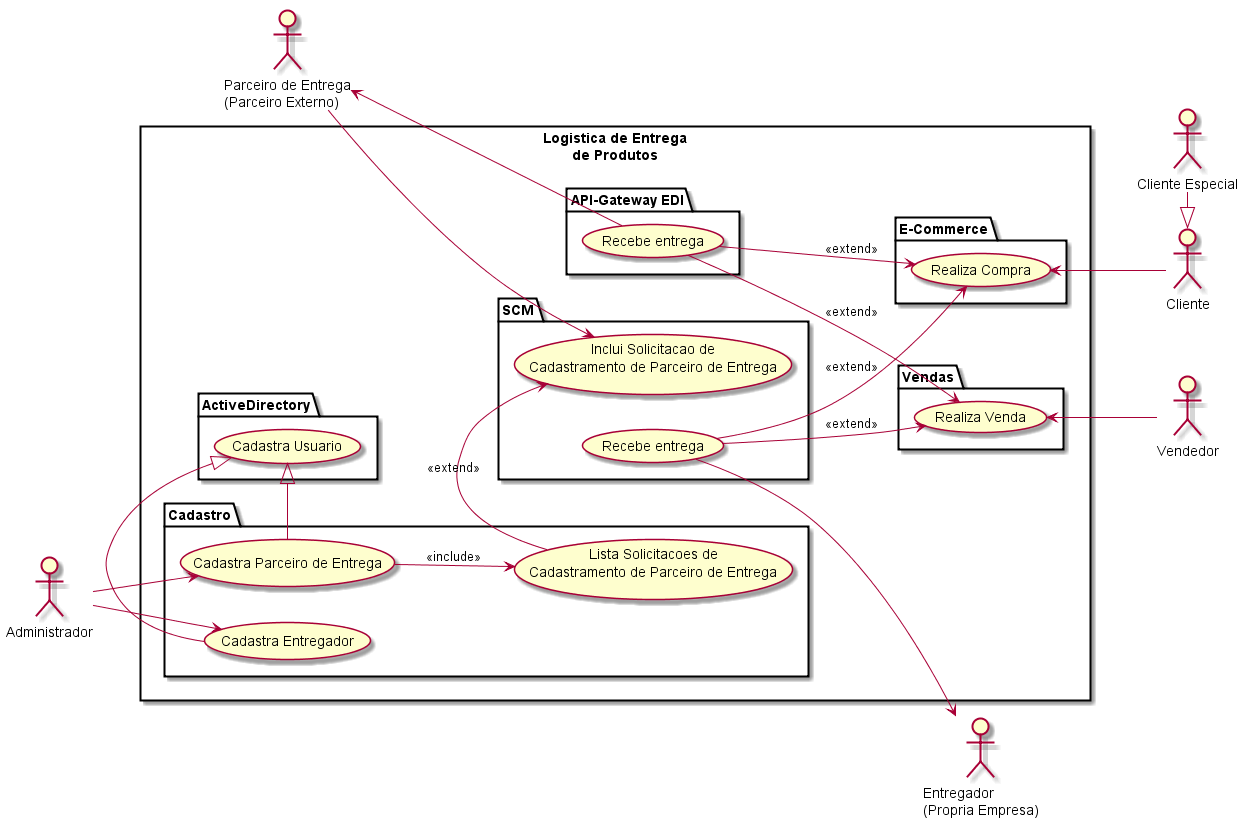 Parceiro de Entrega
(Parceiro Externo)
Logistica de Entrega
de Produtos
Cliente Especial
API-Gateway EDI
Recebe entrega
E-Commerce
«extend»
Realiza Compra
Cliente
SCM
«extend»
Inclui Solicitacao de
Cadastramento de Parceiro de Entrega
«extend»
Vendas
ActiveDirectory
Realiza Venda
«extend»
Cadastra Usuario
Recebe entrega
Vendedor
«extend»
Cadastro
Lista Solicitacoes de
Cadastramento de Parceiro de Entrega
«include»
Cadastra Parceiro de Entrega
Administrador
Cadastra Entregador
Entregador
(Propria Empresa)